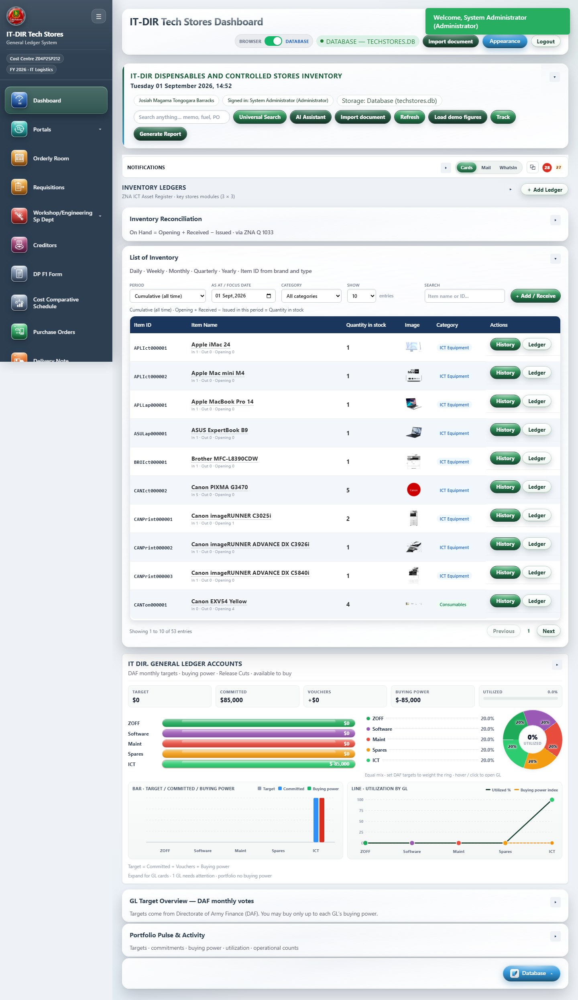 IT-DIR Tech Stores
General Ledger System
Cost Centre Z04P2SP212
FY 2026 · IT Logistics
Dashboard
Portals
Orderly Room
Requisitions
Workshop/Engineering
Sp Dept
Creditors
DP F1 Form
Cost Comparative
Schedule
Purchase Orders
Delivery Note
IT-DIR Tech Stores Dashboard
Welcome, System Administrator
(Administrator)
BROWSER DATABASE
DATABASE — TECHSTORES.DB
Import document
Appearance
Logout
IT-DIR DISPENSABLES AND CONTROLLED STORES INVENTORY
Tuesday 01 September 2026, 14:52
Josiah Magama Tongogara Barracks
Signed in: System Administrator (Administrator)
Storage: Database (techstores.db)
Search anything... memo, fuel, PO
Universal Search
AI Assistant
Import document
Refresh
Load demo figures
Track
Generate Report
NOTIFICATIONS
Cards Mail WhatsIn
28 27
INVENTORY LEDGERS
ZNA ICT Asset Register · key stores modules (3 × 3)
+ Add Ledger
Inventory Reconciliation
On Hand = Opening + Received − Issued · via ZNA Q 1033
List of Inventory
Daily · Weekly · Monthly · Quarterly · Yearly · Item ID from brand and type
PERIOD AS AT / FOCUS DATE CATEGORY SHOW SEARCH
Cumulative (all time) 01 Sept,2026 All categories 10 entries Item name or ID... + Add / Receive
Cumulative (all time) · Opening + Received − Issued in this period = Quantity in stock
Item ID Item Name Quantity in stock Image Category Actions
APLIct000001 Apple iMac 24 1 ICT Equipment History Ledger
In 1 · Out 0 · Opening 0
APLIct000002 Apple Mac mini M4 1 ICT Equipment History Ledger
In 1 · Out 0 · Opening 0
APLLap000001 Apple MacBook Pro 14 1 ICT Equipment History Ledger
In 1 · Out 0 · Opening 0
ASULap000001 ASUS ExpertBook B9 1 ICT Equipment History Ledger
In 1 · Out 0 · Opening 0
BROIct000001 Brother MFC-L8390CDW 1 ICT Equipment History Ledger
In 1 · Out 0 · Opening 0
CANIct000002 Canon PIXMA G3470 5 Canon ICT Equipment History Ledger
In 5 · Out 0 · Opening 0
CANPrint000001 Canon imageRUNNER C3025i 2 ICT Equipment History Ledger
In 1 · Out 0 · Opening 1
CANPrint000002 Canon imageRUNNER ADVANCE DX C3926i 1 ICT Equipment History Ledger
In 1 · Out 0 · Opening 0
CANPrint000003 Canon imageRUNNER ADVANCE DX C5840i 1 ICT Equipment History Ledger
In 1 · Out 0 · Opening 0
CANTon000001 Canon EXV54 Yellow 4 Consumables History Ledger
In 0 · Out 0 · Opening 4
Showing 1 to 10 of 53 entries
Previous 1 Next
IT DIR. GENERAL LEDGER ACCOUNTS
DAF monthly targets · buying power · Release Cuts · available to buy
TARGET
$0
COMMITTED
$85,000
VOUCHERS
+$0
BUYING POWER
$-85,000
UTILIZED 0.0%
ZOFF $0
Software $0
Maint $0
Spares $0
ICT $-85,000
ZOFF 20.0%
Software 20.0%
Maint 20.0%
Spares 20.0%
ICT 20.0%
20% 20%
20% 20%
20%
0%
UTILIZED
Equal mix · set DAF targets to weight the ring · hover / click to open GL
BAR · TARGET / COMMITTED / BUYING POWER
Target Committed Buying power
ZOFF Software Maint Spares ICT
LINE · UTILIZATION BY GL
Utilized % Buying power index
100
75
50
25
0
ZOFF Software Maint Spares ICT
Target = Committed + Vouchers + Buying power
Expand for GL cards · 1 GL needs attention · portfolio no buying power
GL Target Overview — DAF monthly votes
Targets come from Directorate of Army Finance (DAF). You may buy only up to each GL's buying power.
Portfolio Pulse & Activity
Targets · commitments · buying power · utilization · operational counts
Database